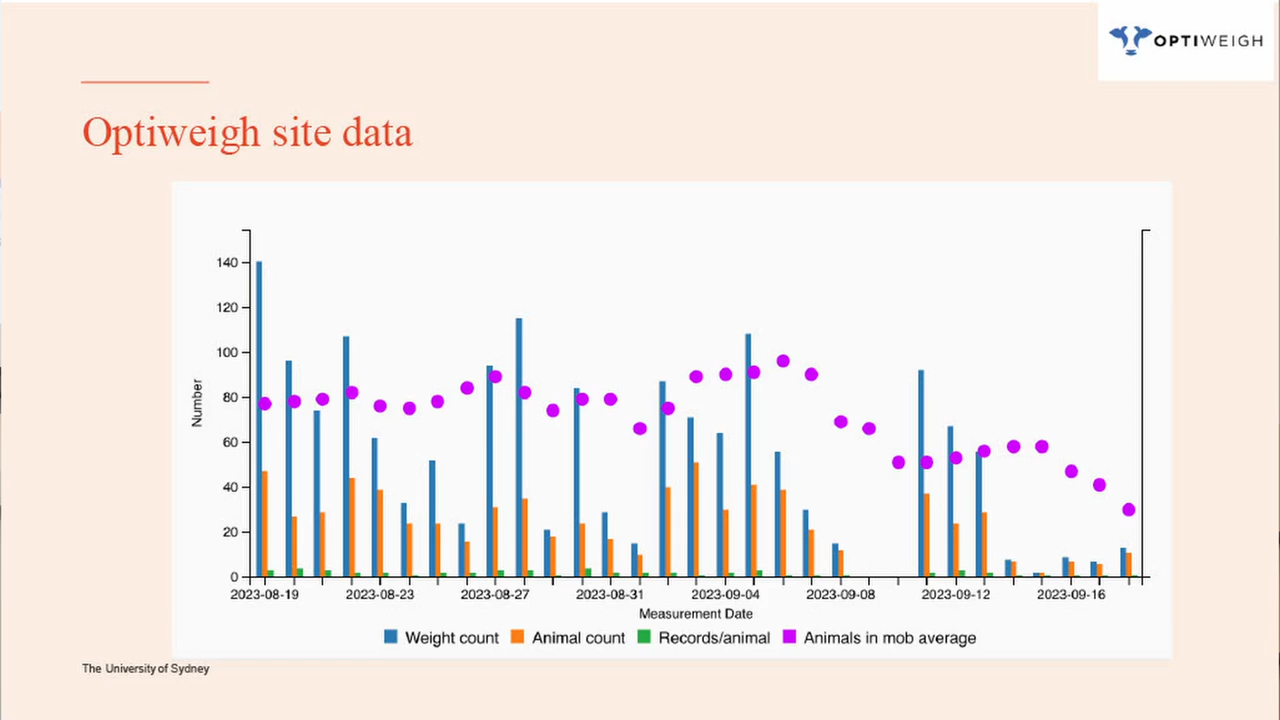 OPTIWEIGH
Optiweigh site data
140
120
100
80
60
40
20
0
Number
2023-08-19 2023-08-23 2023-08-27 2023-08-31 2023-09-04 2023-09-08 2023-09-12 2023-09-16
Measurement Date
Weight count Animal count Records/animal Animals in mob average
The University of Sydney